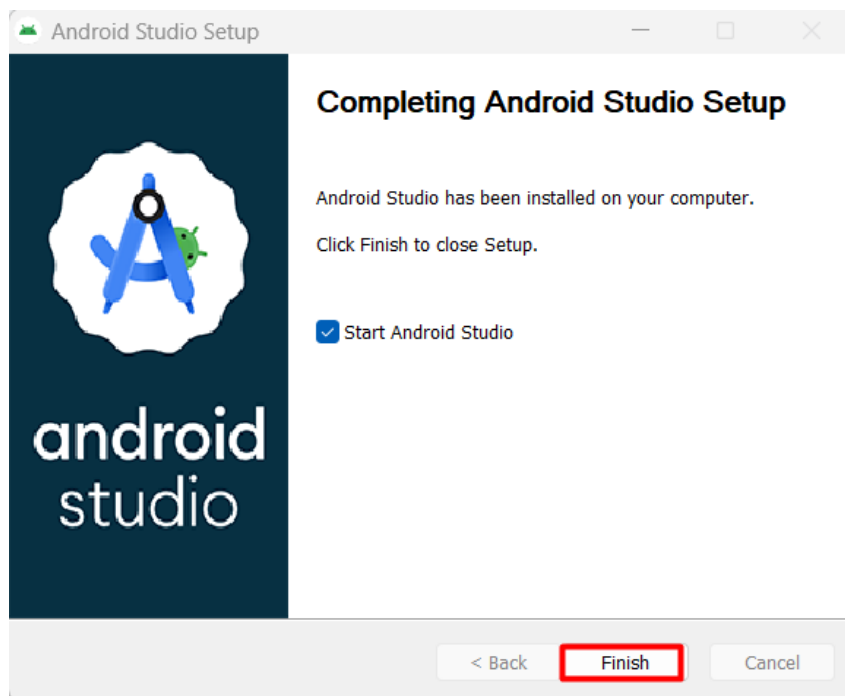 Android Studio Setup
Completing Android Studio Setup
Android Studio has been installed on your computer.
Click Finish to close Setup.
Start Android Studio
android
studio
< Back
Finish
Cancel